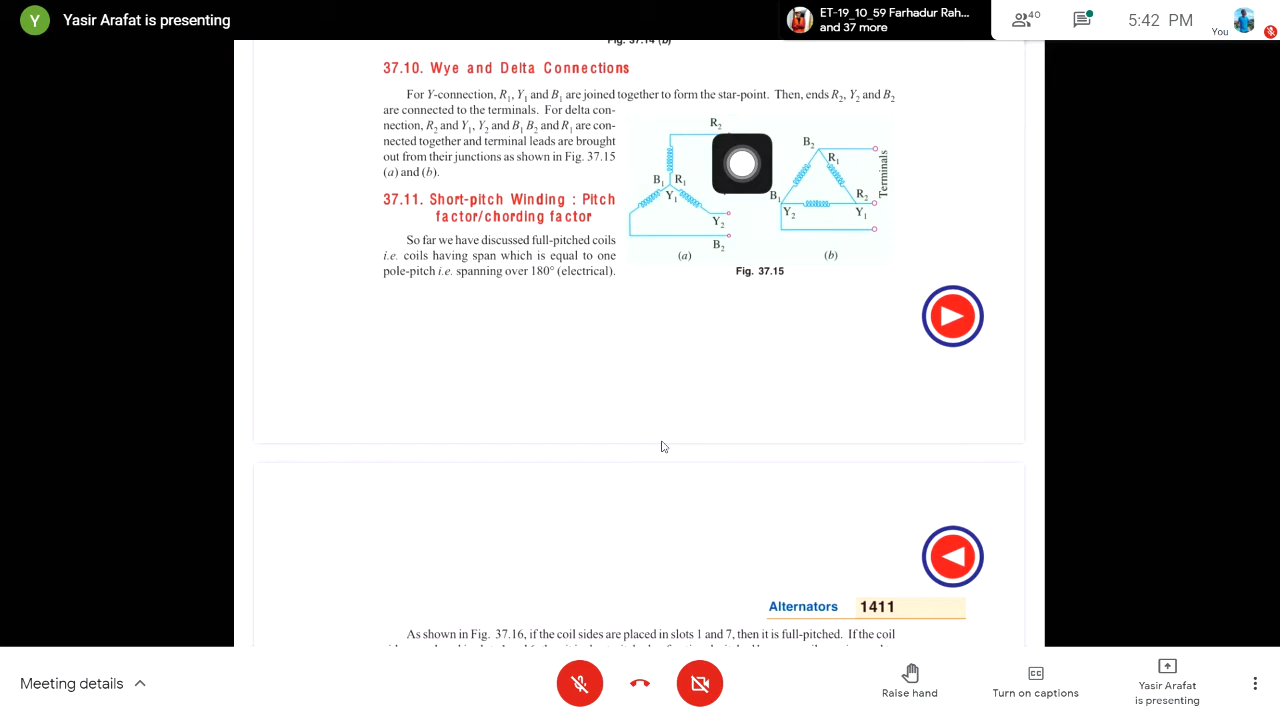 Y Yasir Arafat is presenting
ET-19_10_59 Farhadur Rah...
and 37 more
40
5:42 PM
You
Fig. 37.14 (b)
37.10. Wye and Delta Connections
For Y-connection, R₁, Y₁ and B₁ are joined together to form the star-point. Then, ends R₂, Y₂ and B₂
are connected to the terminals. For delta con-
nection, R₂ and Y₁, Y₂ and B₁ B₂ and R₁ are con-
nected together and terminal leads are brought
out from their junctions as shown in Fig. 37.15
(a) and (b).
37.11. Short-pitch Winding : Pitch
factor/chording factor
So far we have discussed full-pitched coils
i.e. coils having span which is equal to one
pole-pitch i.e. spanning over 180° (electrical).
R₂
B₁ R₁
Y₁
Y₂
B₂
(a)
B₂
R₁
B₁
R₂
Y₂
Y₁
Terminals
(b)
Fig. 37.15
Alternators 1411
As shown in Fig. 37.16, if the coil sides are placed in slots 1 and 7, then it is full-pitched. If the coil
Meeting details
Raise hand
CC
Turn on captions
Yasir Arafat
is presenting